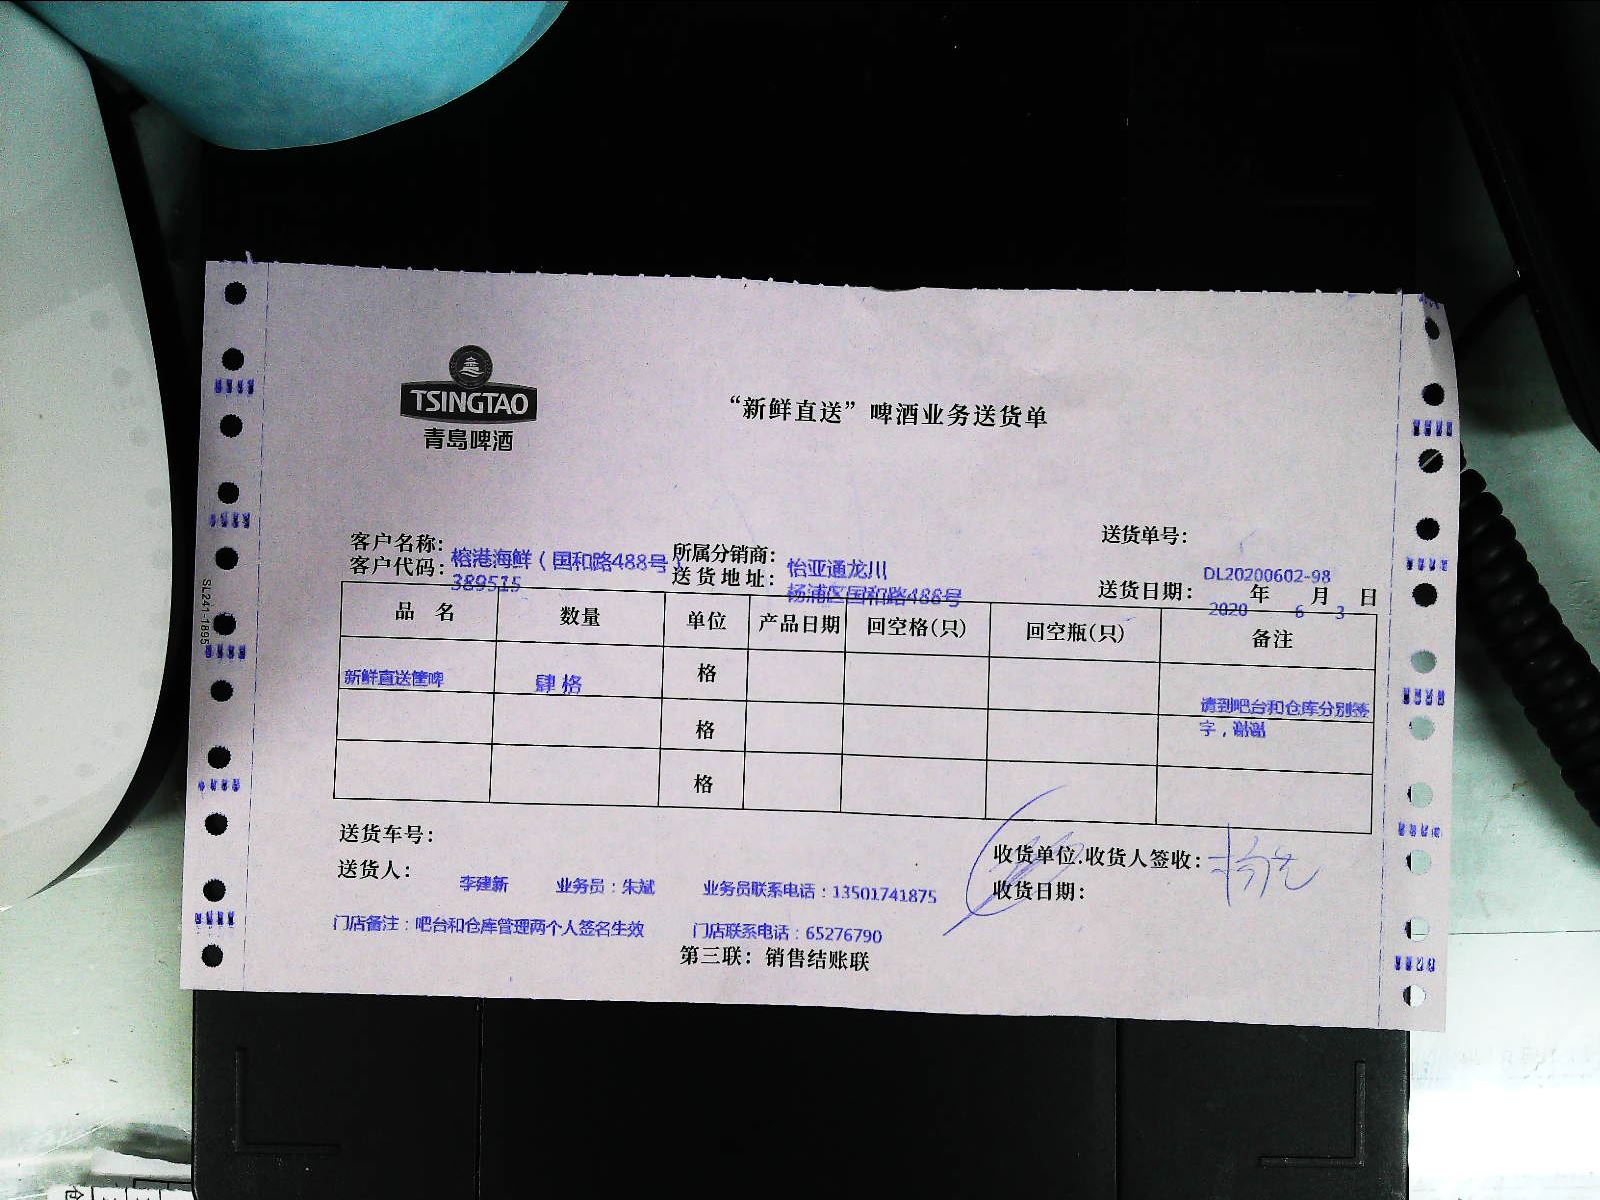 TSINGTAO
青島啤酒
“新鲜直送”啤酒业务送货单
送货单号：
DL20200602-98
客户名称：
榕港海鲜（国和路488号）
所属分销商：
怡亚通龙川
客户代码：
389515
送货地址：
杨浦区国和路488号
送货日期： 2020 年 6 月 3 日
品 名 数量 单位 产品日期 回空格(只) 回空瓶(只) 备注
新鲜直送筐啤 肆格 格
请到吧台和仓库分别签
字，谢谢
格
格
送货车号：
送货人： 李建新 业务员：朱斌 业务员联系电话：13501741875
收货单位.收货人签收：
收货日期：
门店备注：吧台和仓库管理两个人签名生效 门店联系电话：65276790
第三联：销售结账联
SL241-1895